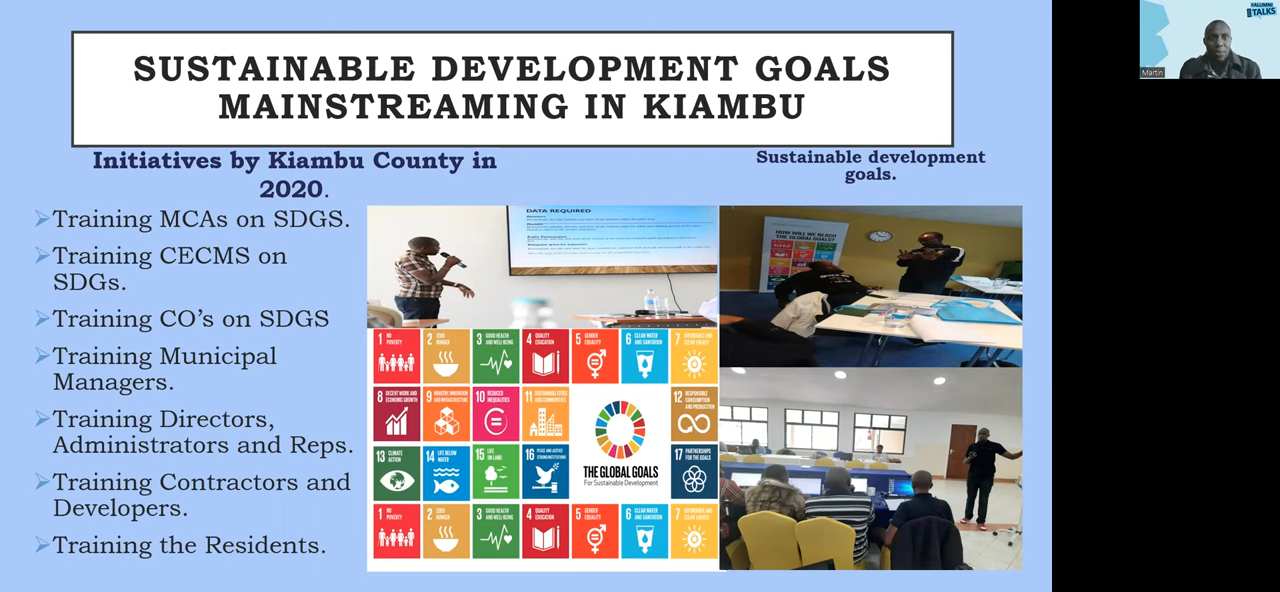 SUSTAINABLE DEVELOPMENT GOALS
MAINSTREAMING IN KIAMBU
Initiatives by Kiambu County in
2020.
Training MCAs on SDGS.
Training CECMS on
SDGs.
Training CO's on SDGS
Training Municipal
Managers.
Training Directors,
Administrators and Reps.
Training Contractors and
Developers.
Training the Residents.
Sustainable development
goals.
DATA REQUIRED
HOW WILL WE REACH
THE GLOBAL GOALS?
1 NO
POVERTY
2 ZERO
HUNGER
3 GOOD HEALTH
AND WELL-BEING
4 QUALITY
EDUCATION
5 GENDER
EQUALITY
6 CLEAN WATER
AND SANITATION
7 AFFORDABLE AND
CLEAN ENERGY
8 DECENT WORK AND
ECONOMIC GROWTH
9 INDUSTRY, INNOVATION
AND INFRASTRUCTURE
10 REDUCED
INEQUALITIES
11 SUSTAINABLE CITIES
AND COMMUNITIES
12 RESPONSIBLE
CONSUMPTION
AND PRODUCTION
13 CLIMATE
ACTION
14 LIFE BELOW
WATER
15 LIFE
ON LAND
16 PEACE AND JUSTICE
STRONG INSTITUTIONS
THE GLOBAL GOALS
For Sustainable Development
17 PARTNERSHIPS
FOR THE GOALS
1 NO
POVERTY
2 ZERO
HUNGER
3 GOOD HEALTH
AND WELL-BEING
4 QUALITY
EDUCATION
5 GENDER
EQUALITY
6 CLEAN WATER
AND SANITATION
7 AFFORDABLE AND
CLEAN ENERGY
#ALUMNI
TALKS
Martin